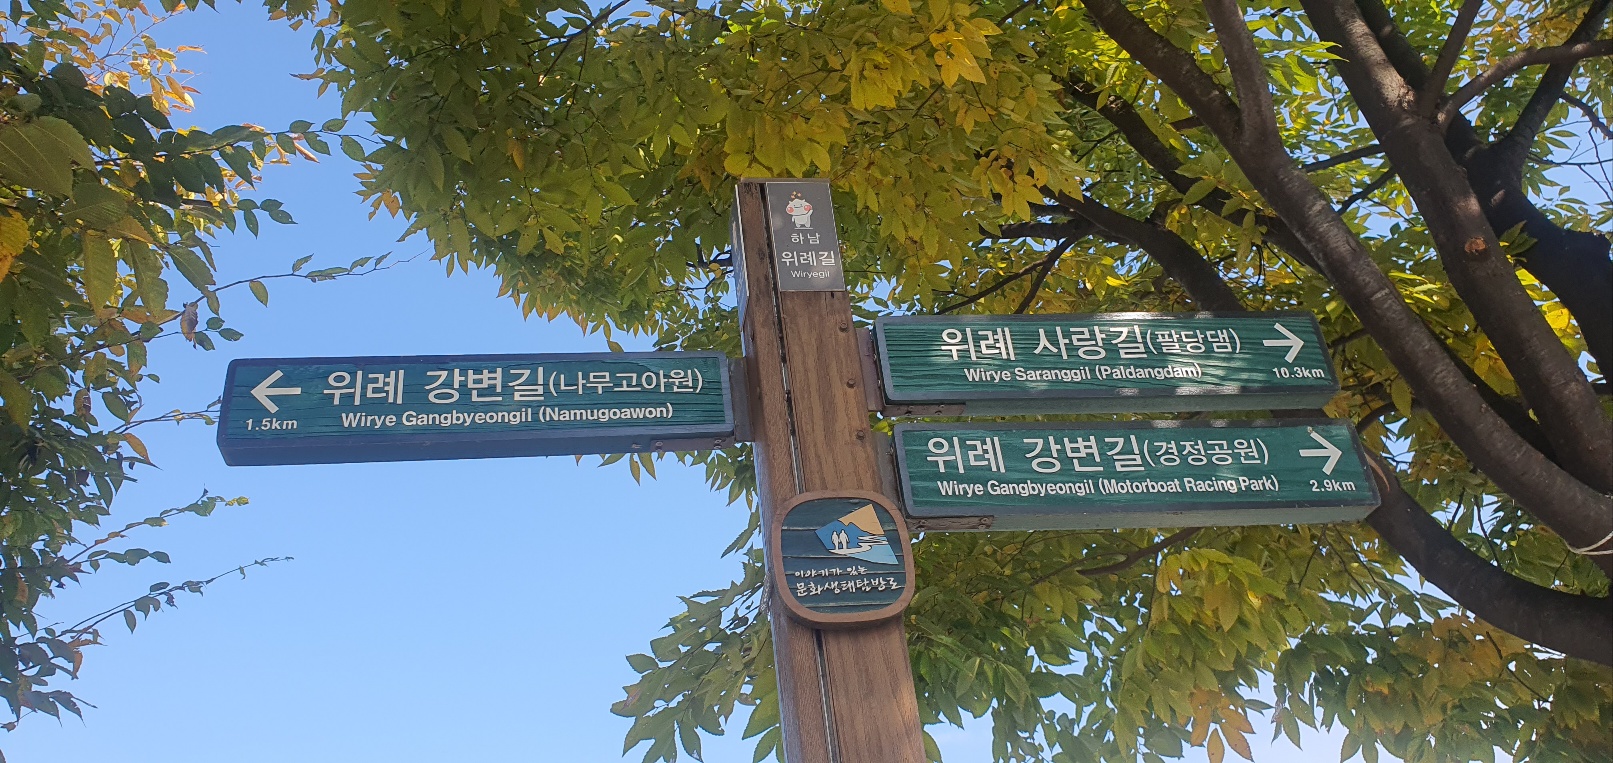 하남
위례길
Wiryegil
위례 강변길(나무고아원)
Wirye Gangbyeongil (Namugoawon)
1.5km
위례 사랑길(팔당댐)
Wirye Saranggil (Paldangdam)
10.3km
위례 강변길(경정공원)
Wirye Gangbyeongil (Motorboat Racing Park)
2.9km
이야기가 있는
문화생태탐방로